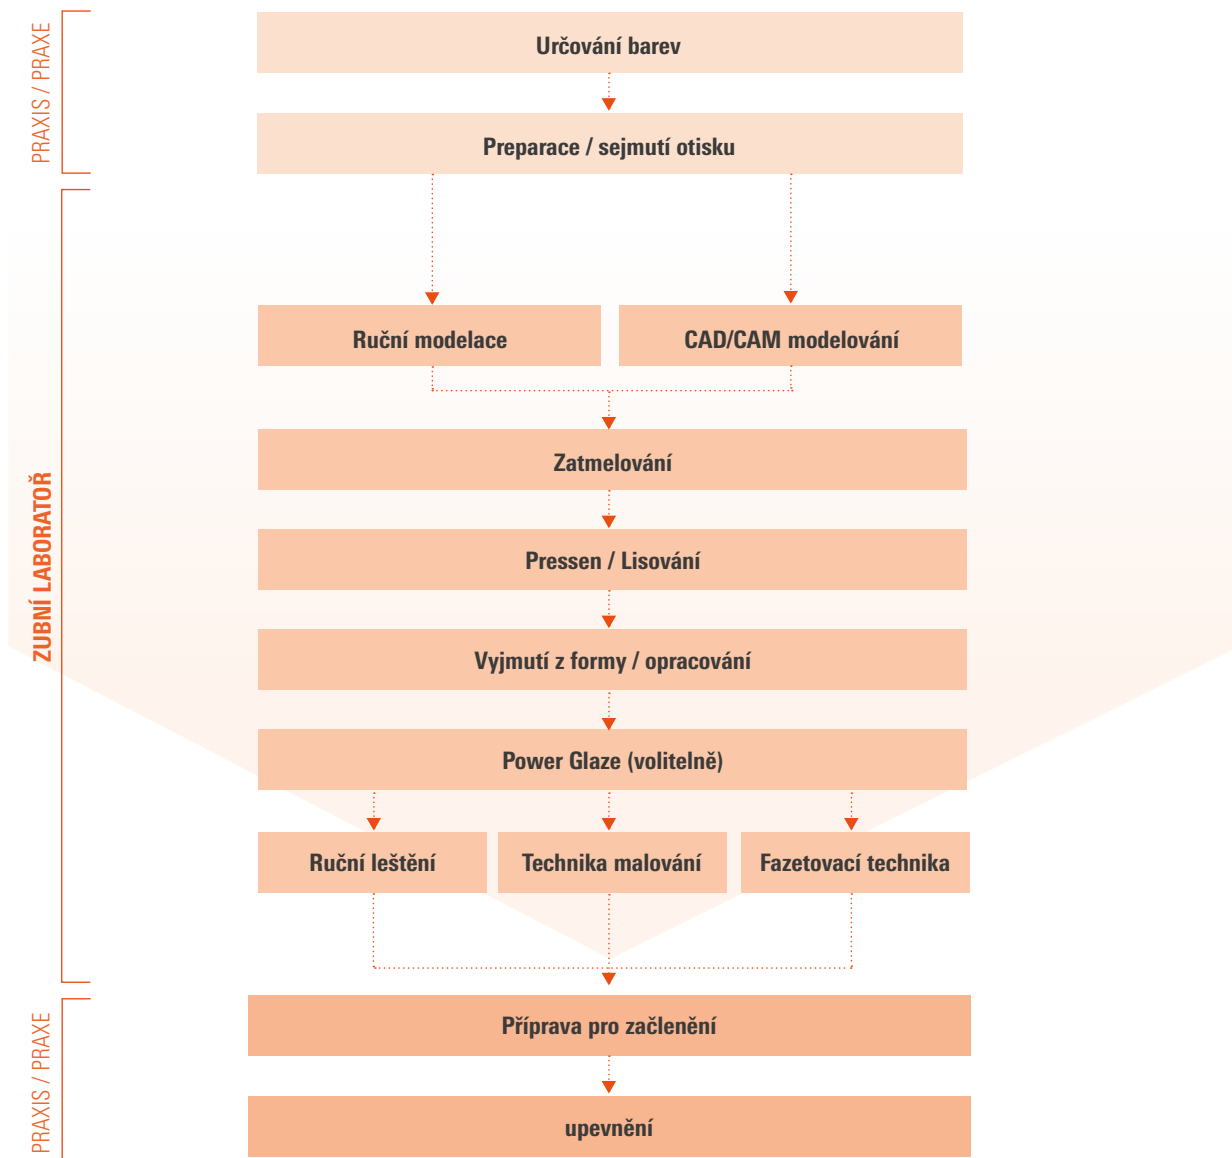 PRAXIS / PRAXE
Určování barev
Preparace / sejmutí otisku
ZUBNÍ LABORATOŘ
Ruční modelace
CAD/CAM modelování
Zatmelování
Pressen / Lisování
Vyjmutí z formy / opracování
Power Glaze (volitelně)
Ruční leštění
Technika malování
Fazetovací technika
PRAXIS / PRAXE
Příprava pro začlenění
upevnění